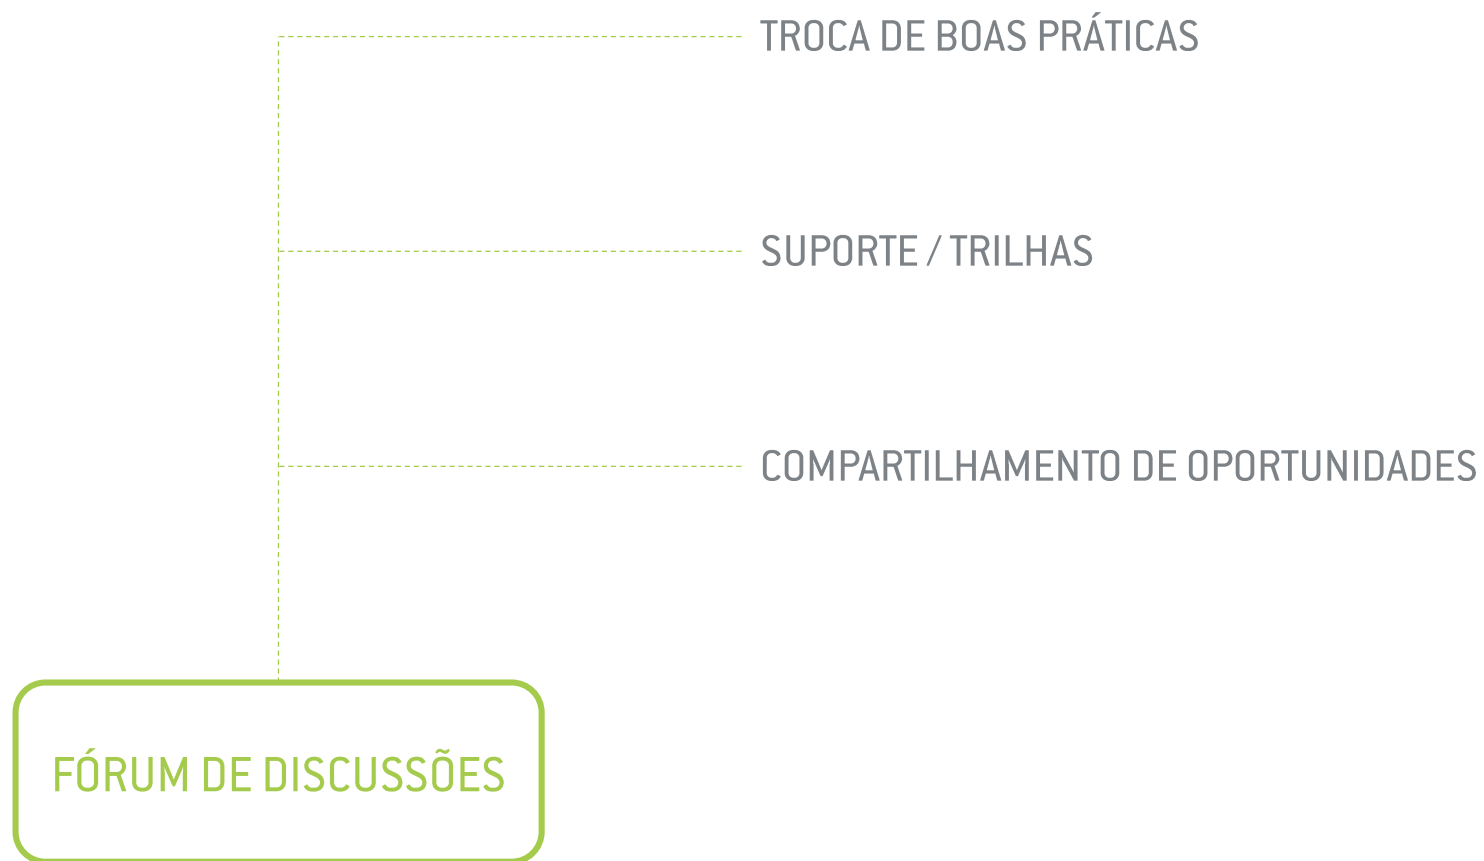 TROCA DE BOAS PRÁTICAS
SUPORTE / TRILHAS
COMPARTILHAMENTO DE OPORTUNIDADES
FÓRUM DE DISCUSSÕES